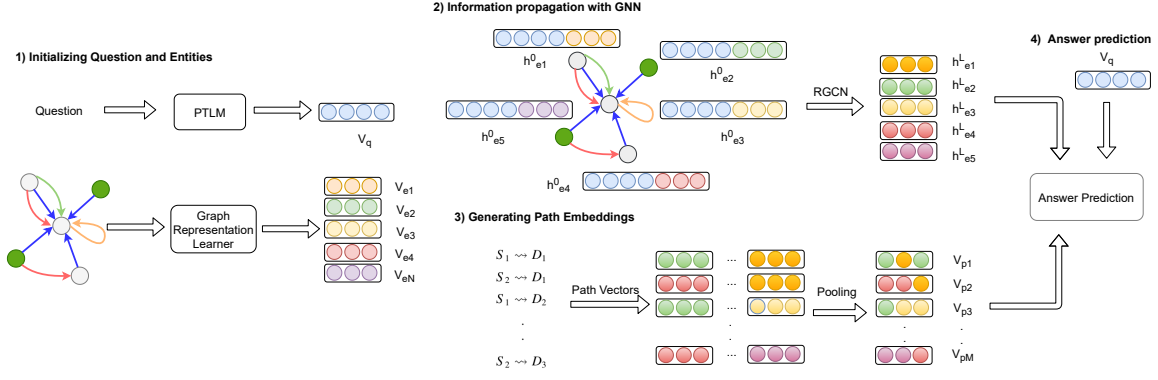 1) Initializing Question and Entities
Question
PTLM
V_q
Graph
Representation
Learner
V_e1
V_e2
V_e3
V_e4
V_eN
2) Information propagation with GNN
h^0_e1
h^0_e2
h^0_e5
h^0_e3
h^0_e4
RGCN
h^L_e1
h^L_e2
h^L_e3
h^L_e4
h^L_e5
3) Generating Path Embeddings
S_1 ⇝ D_1
S_2 ⇝ D_1
S_1 ⇝ D_2
.
.
S_2 ⇝ D_3
Path Vectors
...
...
...
.
.
...
Pooling
V_p1
V_p2
V_p3
.
.
V_pM
4) Answer prediction
V_q
Answer Prediction